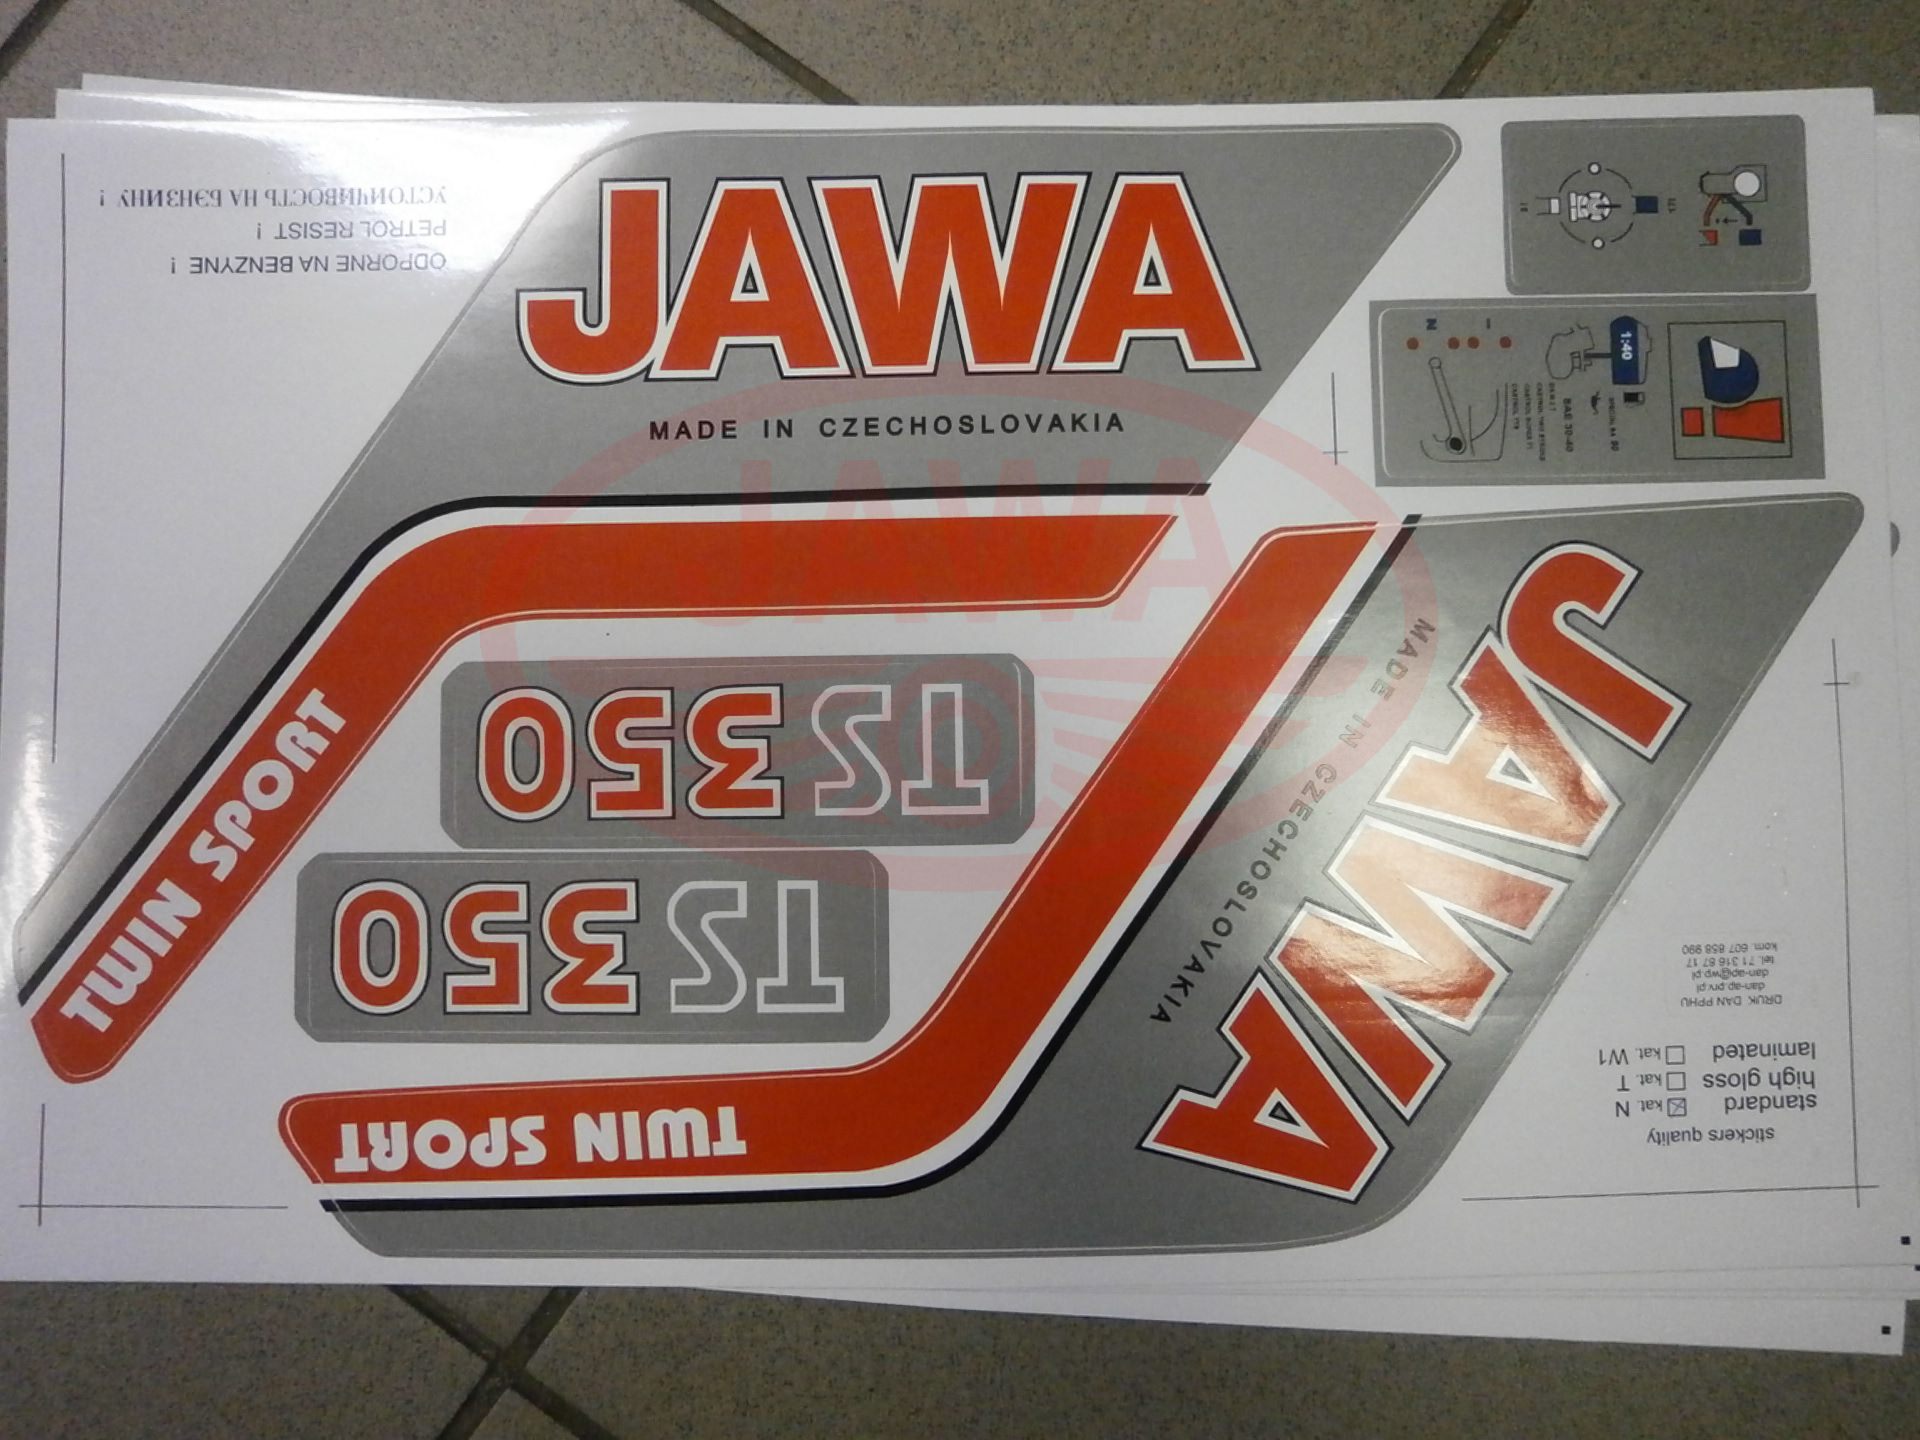 JAWA
MADE IN CZECHOSLOVAKIA
TWIN SPORT
ODPORNE NA BENZYNE !
PETROL RESIST !
УСТОИЧИВОСТЬ НА БЭНЗИНУ !
N
I
1:40
SAE 30-40
TS 350
TS 350
JAWA
MADE IN CZECHOSLOVAKIA
TWIN SPORT
JAWA
stickers quality
standard kat. N
high gloss kat. T
laminated kat. W1
DRUK DAN PPHU
dan-ap.prv.pl
dan-ap@wp.pl
tel. 71 316 87 17
kom. 607 858 990